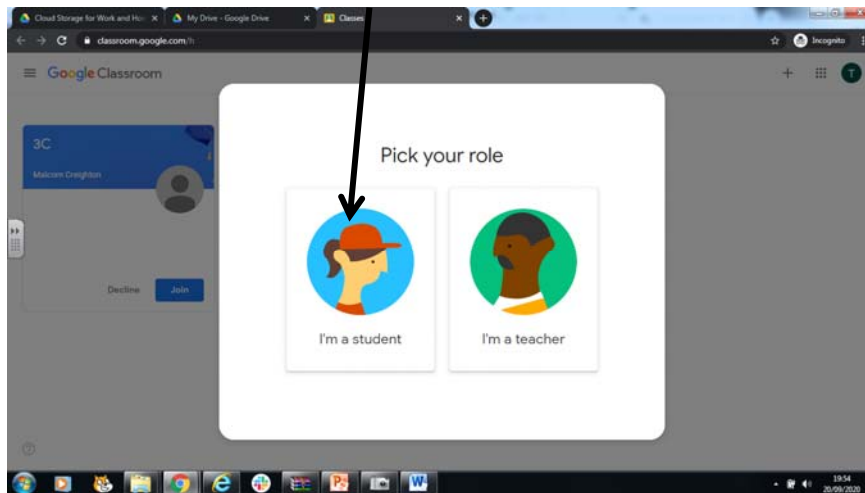 Cloud Storage for Work and Ho
My Drive - Google Drive
Classes
classroom.google.com/h
Incognito
Google Classroom
T
3C
Malcom Creighton
Decline
Join
Pick your role
I'm a student
I'm a teacher
19:54
20/09/2020